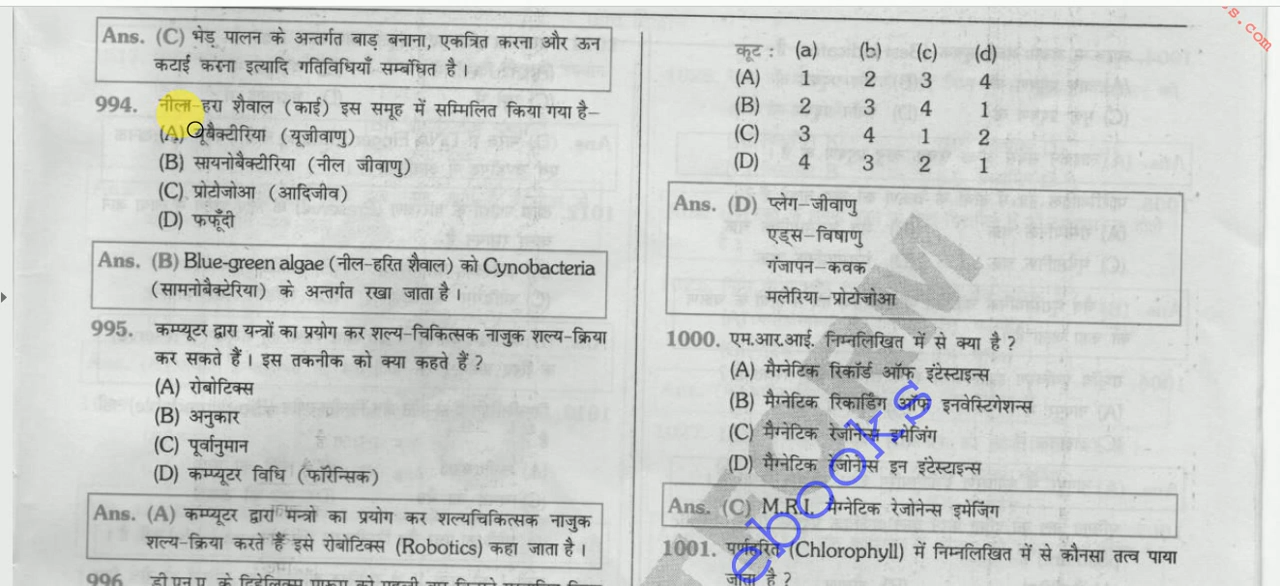 Ans. (C) भेड़ पालन के अन्तर्गत बाड़ बनाना, एकत्रित करना और ऊन
कटाई करना इत्यादि गतिविधियाँ सम्बंधित है।
994. नीला-हरा शैवाल (काई) इस समूह में सम्मिलित किया गया है–
(A) यूबैक्टीरिया (यूजीवाणु)
(B) सायनोबैक्टीरिया (नील जीवाणु)
(C) प्रोटोजोआ (आदिजीव)
(D) फफूँदी
Ans. (B) Blue-green algae (नील-हरित शैवाल) को Cynobacteria
(सामनोबैक्टेरिया) के अन्तर्गत रखा जाता है।
995. कम्प्यूटर द्वारा यन्त्रों का प्रयोग कर शल्य-चिकित्सक नाजुक शल्य-क्रिया
कर सकते हैं। इस तकनीक को क्या कहते हैं ?
(A) रोबोटिक्स
(B) अनुकार
(C) पूर्वानुमान
(D) कम्प्यूटर विधि (फॉरेन्सिक)
Ans. (A) कम्प्यूटर द्वारा मन्त्रों का प्रयोग कर शल्यचिकित्सक नाजुक
शल्य-क्रिया करते हैं इसे रोबोटिक्स (Robotics) कहा जाता है।
996.
कूट : (a) (b) (c) (d)
(A) 1 2 3 4
(B) 2 3 4 1
(C) 3 4 1 2
(D) 4 3 2 1
Ans. (D) प्लेग–जीवाणु
एड्स–विषाणु
गंजापन–कवक
मलेरिया–प्रोटोजोआ
1000. एम.आर.आई. निम्नलिखित में से क्या है ?
(A) मैग्नेटिक रिकॉर्ड ऑफ इंटेस्टाइन्स
(B) मैग्नेटिक रिकार्डिंग ऑफ इनवेस्टिगेशन्स
(C) मैग्नेटिक रेजोनेन्स इमेजिंग
(D) मैग्नेटिक रेजोनेन्स इन इंटेस्टाइन्स
Ans. (C) M.R.I. मैग्नेटिक रेजोनेन्स इमेजिंग
1001. पर्णहरित (Chlorophyll) में निम्नलिखित में से कौनसा तत्व पाया
जाता है ?
ebooks
s.com